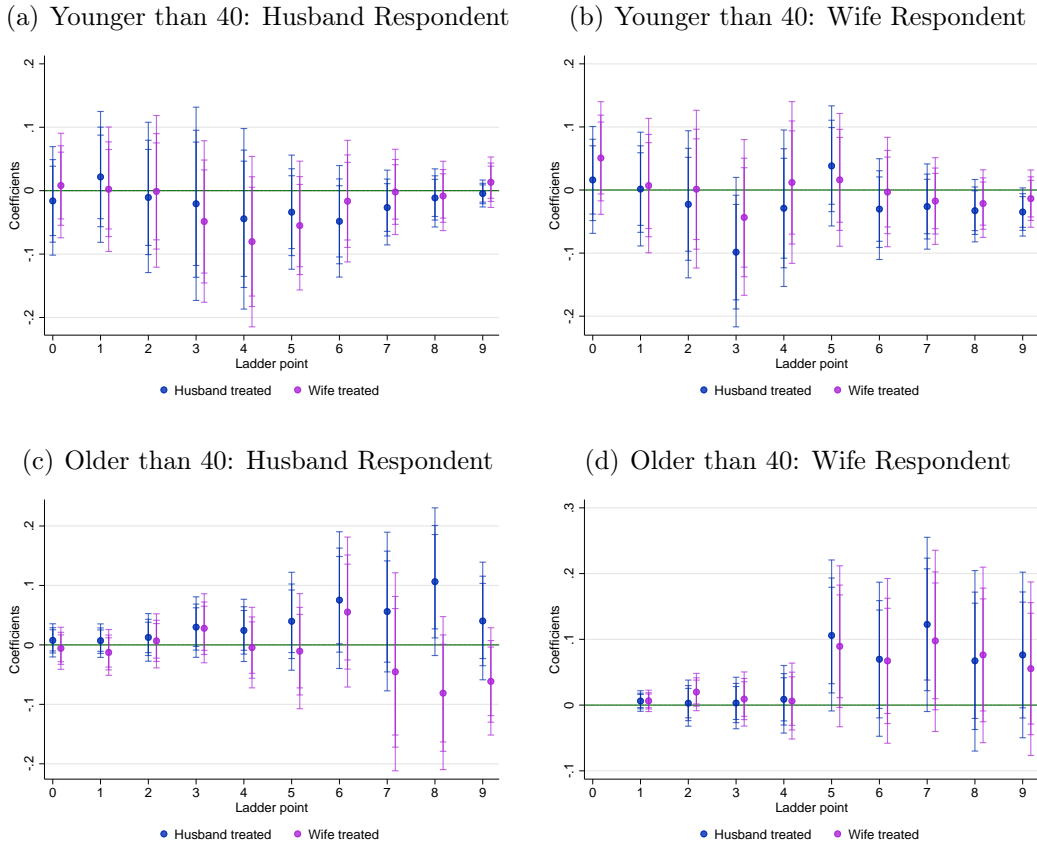 (a) Younger than 40: Husband Respondent
.2
.1
0
-.1
-.2
Coefficients
0 1 2 3 4 5 6 7 8 9
Ladder point
Husband treated Wife treated
(b) Younger than 40: Wife Respondent
.2
.1
0
-.1
-.2
Coefficients
0 1 2 3 4 5 6 7 8 9
Ladder point
Husband treated Wife treated
(c) Older than 40: Husband Respondent
.2
.1
0
-.1
-.2
Coefficients
0 1 2 3 4 5 6 7 8 9
Ladder point
Husband treated Wife treated
(d) Older than 40: Wife Respondent
.3
.2
.1
0
-.1
Coefficients
0 1 2 3 4 5 6 7 8 9
Ladder point
Husband treated Wife treated